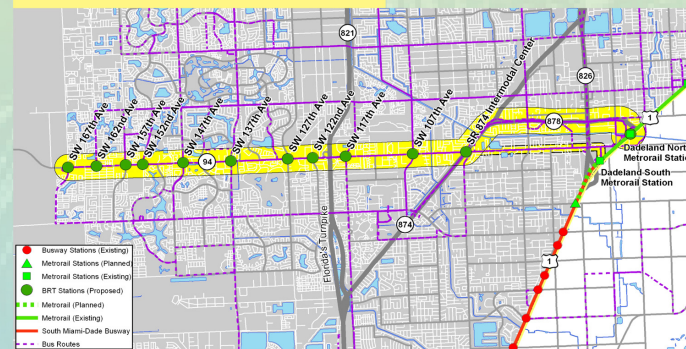 821
826
1
878
94
874
1
SW 167th Ave
SW 162nd Ave
SW 157th Ave
SW 152nd Ave
SW 147th Ave
SW 137th Ave
SW 127th Ave
SW 122nd Ave
SW 117th Ave
SW 107th Ave
SR 874 Intermodal Center
Dadeland North
Metrorail Statio
Dadeland South
Metrorail Station
Florida's Turnpike
Busway Stations (Existing)
Metrorail Stations (Planned)
Metrorail Stations (Existing)
BRT Stations (Proposed)
Metrorail (Planned)
Metrorail (Existing)
South Miami-Dade Busway
Bus Routes